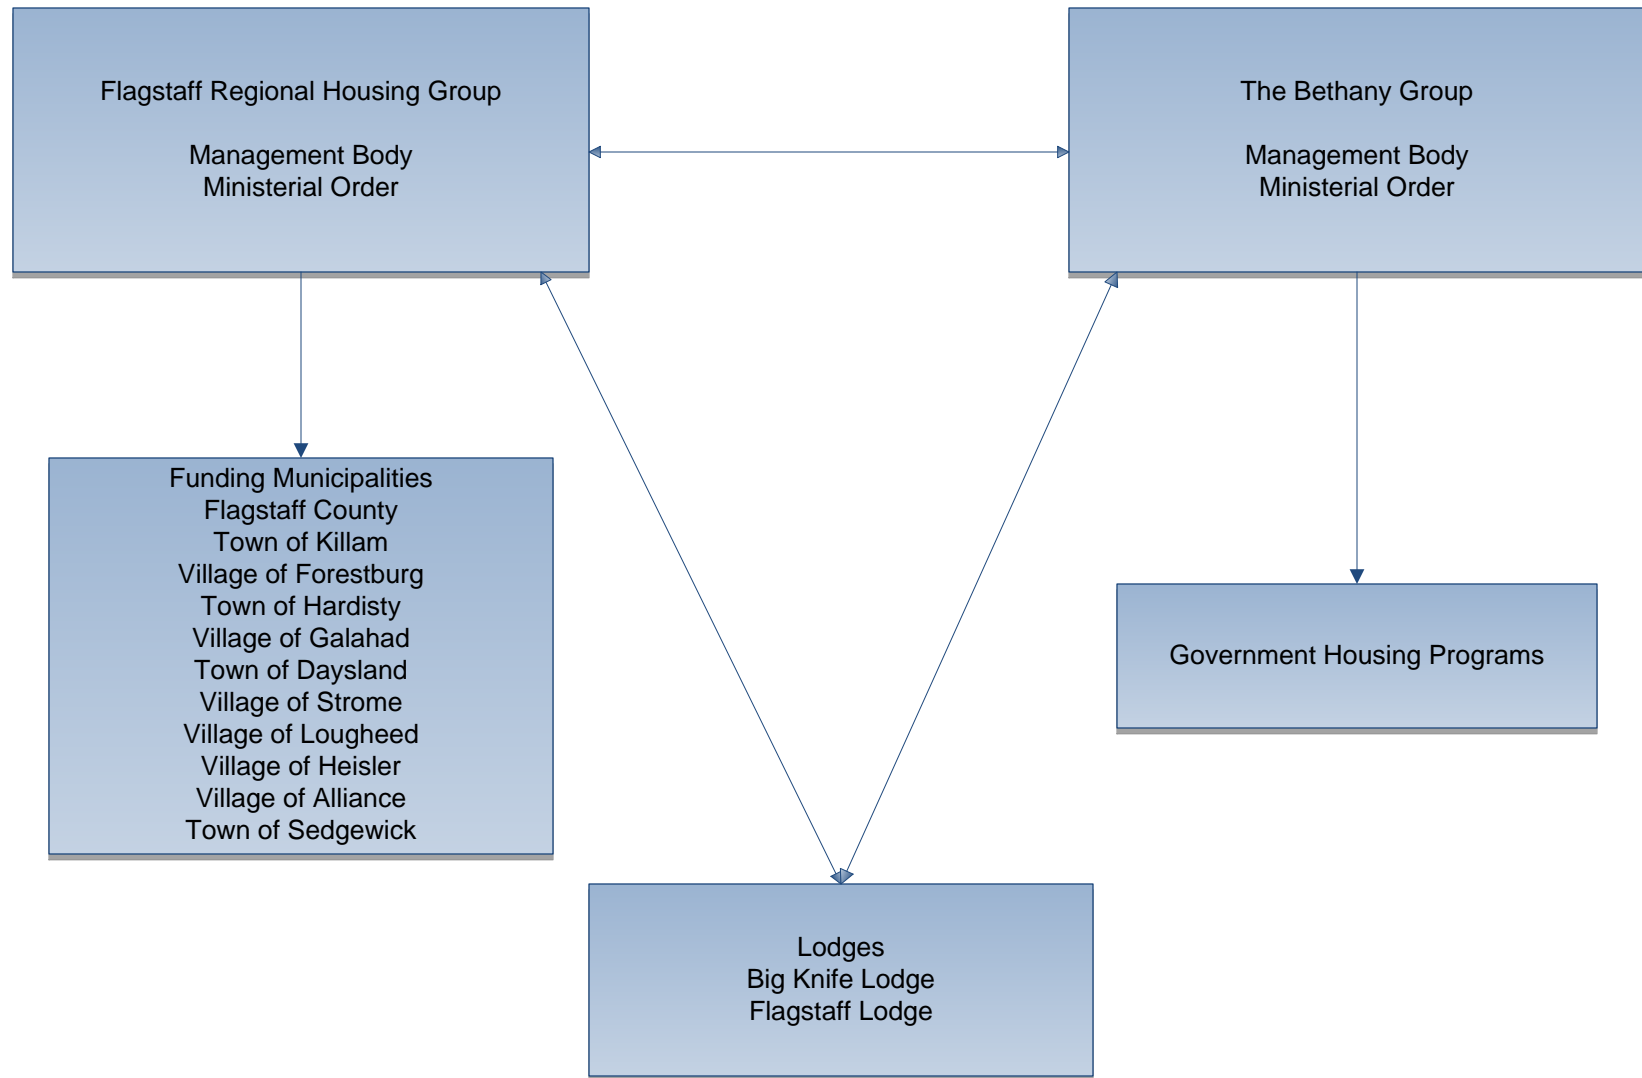 Flagstaff Regional Housing Group
Management Body
Ministerial Order
The Bethany Group
Management Body
Ministerial Order
Funding Municipalities
Flagstaff County
Town of Killam
Village of Forestburg
Town of Hardisty
Village of Galahad
Town of Daysland
Village of Strome
Village of Lougheed
Village of Heisler
Village of Alliance
Town of Sedgewick
Government Housing Programs
Lodges
Big Knife Lodge
Flagstaff Lodge